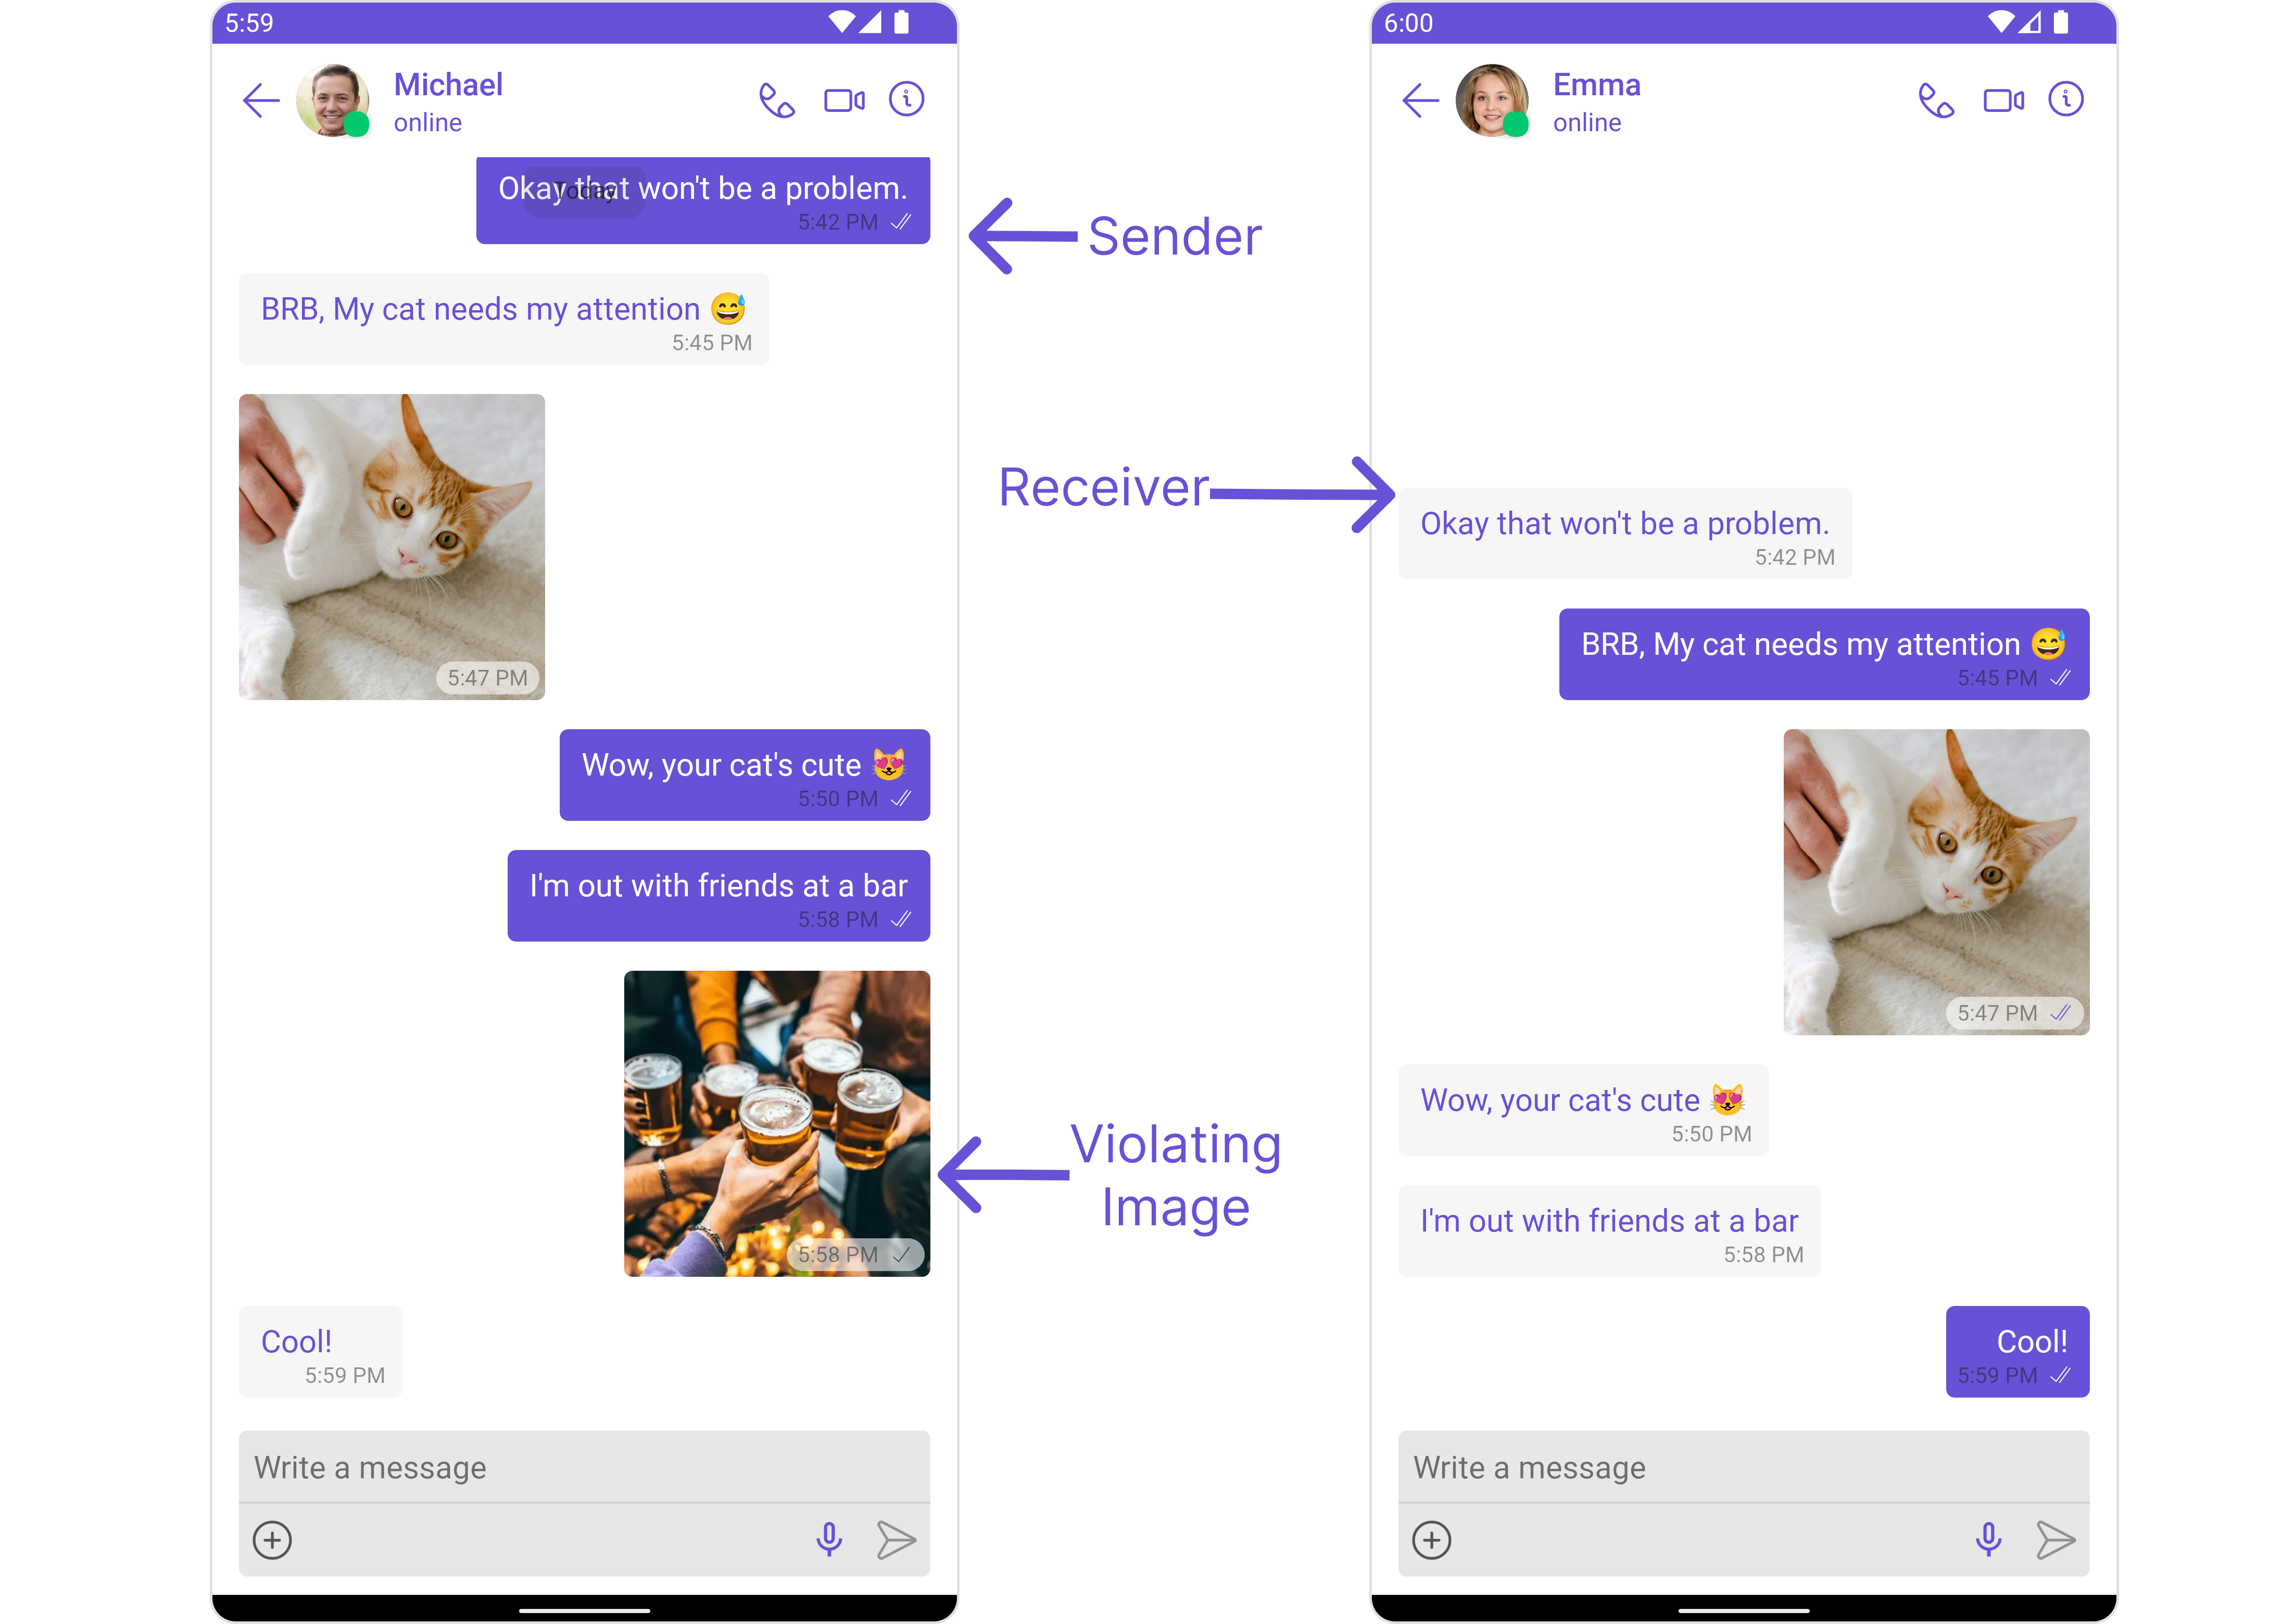 5:59
Michael
online
Okay that won't be a problem.
Today
5:42 PM
BRB, My cat needs my attention 😅
5:45 PM
5:47 PM
Wow, your cat's cute 😻
5:50 PM
I'm out with friends at a bar
5:58 PM
5:58 PM
Cool!
5:59 PM
Write a message
Sender
Receiver
Violating
Image
6:00
Emma
online
Okay that won't be a problem.
5:42 PM
BRB, My cat needs my attention 😅
5:45 PM
5:47 PM
Wow, your cat's cute 😻
5:50 PM
I'm out with friends at a bar
5:58 PM
Cool!
5:59 PM
Write a message